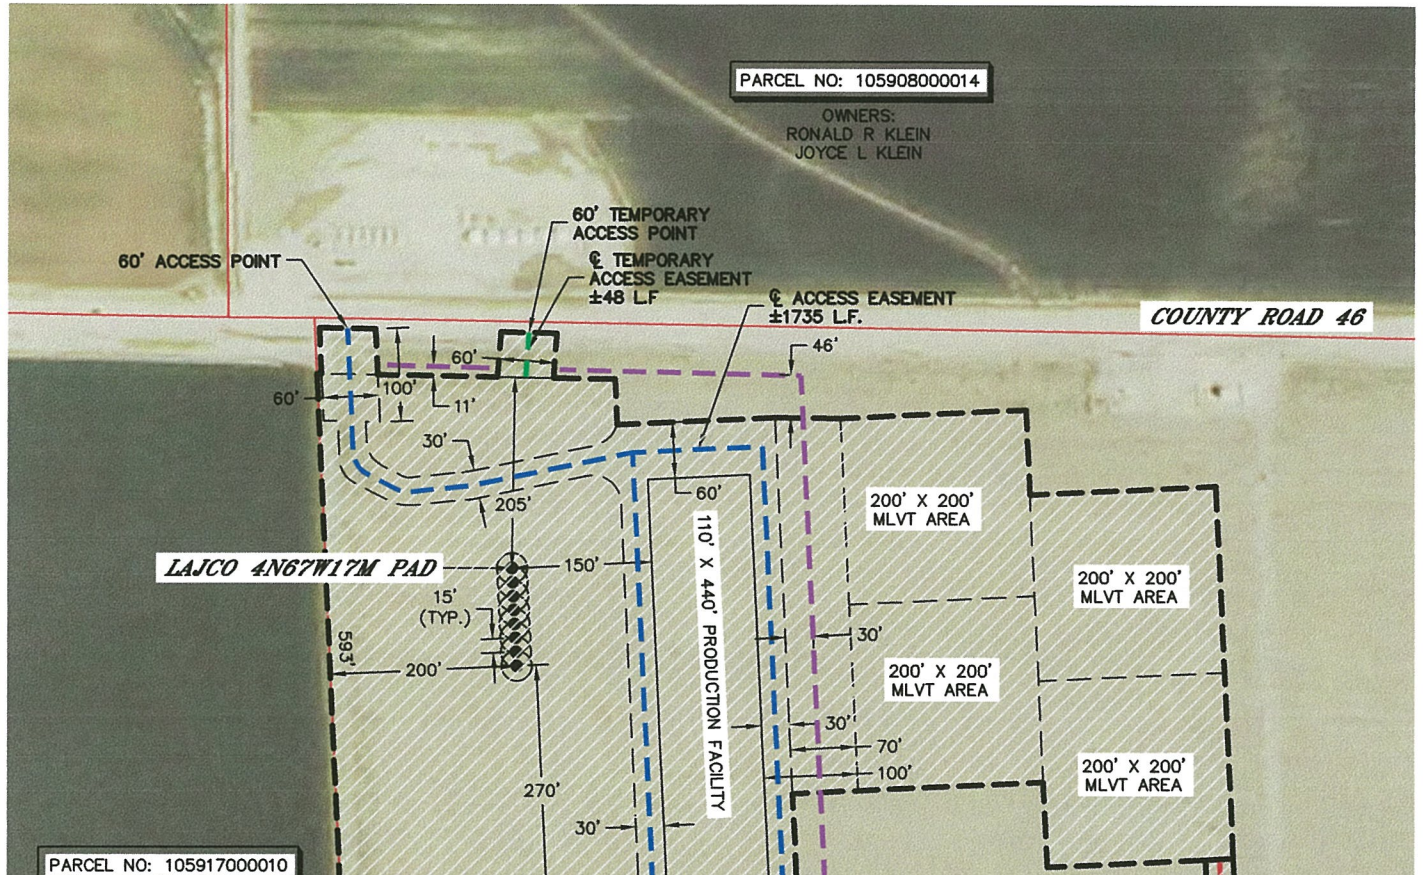 PARCEL NO: 105908000014
OWNERS:
RONALD R KLEIN
JOYCE L KLEIN
60' TEMPORARY
ACCESS POINT
60' ACCESS POINT
℄ TEMPORARY
ACCESS EASEMENT
±48 L.F
℄ ACCESS EASEMENT
±1735 L.F.
COUNTY ROAD 46
46'
60'
100'
60'
11'
30'
205'
60'
200' X 200'
MLVT AREA
LAJCO 4N67W17M PAD
150'
110' X 440' PRODUCTION FACILITY
200' X 200'
MLVT AREA
15'
(TYP.)
30'
593'
200'
200' X 200'
MLVT AREA
30'
70'
100'
200' X 200'
MLVT AREA
270'
30'
PARCEL NO: 105917000010